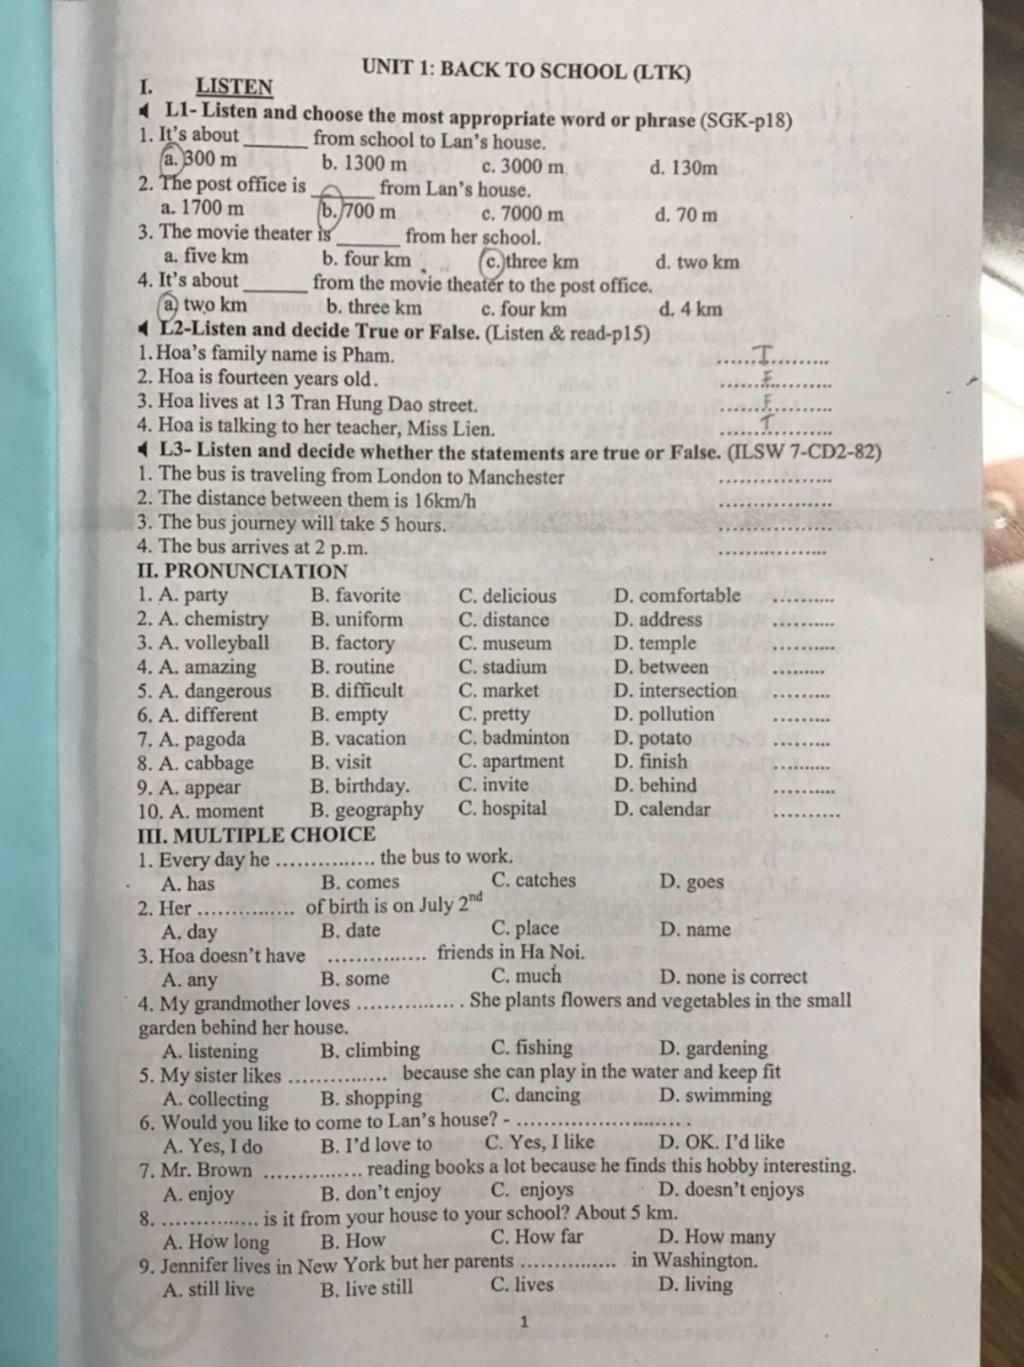 UNIT 1: BACK TO SCHOOL (LTK)
I. LISTEN
L1- Listen and choose the most appropriate word or phrase (SGK-p18)
1. It's about ______ from school to Lan's house.
a. 300 m b. 1300 m c. 3000 m d. 130m
2. The post office is ______ from Lan's house.
a. 1700 m b. 700 m c. 7000 m d. 70 m
3. The movie theater is ______ from her school.
a. five km b. four km c. three km d. two km
4. It's about ______ from the movie theater to the post office.
a. two km b. three km c. four km d. 4 km
L2-Listen and decide True or False. (Listen & read-p15)
1. Hoa's family name is Pham. ......T..........
2. Hoa is fourteen years old. ......F..........
3. Hoa lives at 13 Tran Hung Dao street. ......F..........
4. Hoa is talking to her teacher, Miss Lien. ......T..........
L3- Listen and decide whether the statements are true or False. (ILSW 7-CD2-82)
1. The bus is traveling from London to Manchester ..................
2. The distance between them is 16km/h ..................
3. The bus journey will take 5 hours. ..................
4. The bus arrives at 2 p.m. ..................
II. PRONUNCIATION
1. A. party B. favorite C. delicious D. comfortable ..........
2. A. chemistry B. uniform C. distance D. address ..........
3. A. volleyball B. factory C. museum D. temple ..........
4. A. amazing B. routine C. stadium D. between .........
5. A. dangerous B. difficult C. market D. intersection .........
6. A. different B. empty C. pretty D. pollution .........
7. A. pagoda B. vacation C. badminton D. potato .........
8. A. cabbage B. visit C. apartment D. finish .........
9. A. appear B. birthday. C. invite D. behind ..........
10. A. moment B. geography C. hospital D. calendar ...........
III. MULTIPLE CHOICE
1. Every day he ............... the bus to work.
A. has B. comes C. catches D. goes
2. Her ............... of birth is on July 2nd
A. day B. date C. place D. name
3. Hoa doesn't have ............... friends in Ha Noi.
A. any B. some C. much D. none is correct
4. My grandmother loves ............... . She plants flowers and vegetables in the small
garden behind her house.
A. listening B. climbing C. fishing D. gardening
5. My sister likes ............... because she can play in the water and keep fit
A. collecting B. shopping C. dancing D. swimming
6. Would you like to come to Lan's house? - ..........................
A. Yes, I do B. I'd love to C. Yes, I like D. OK. I'd like
7. Mr. Brown ............... reading books a lot because he finds this hobby interesting.
A. enjoy B. don't enjoy C. enjoys D. doesn't enjoys
8. ............... is it from your house to your school? About 5 km.
A. How long B. How C. How far D. How many
9. Jennifer lives in New York but her parents ............... in Washington.
A. still live B. live still C. lives D. living
1